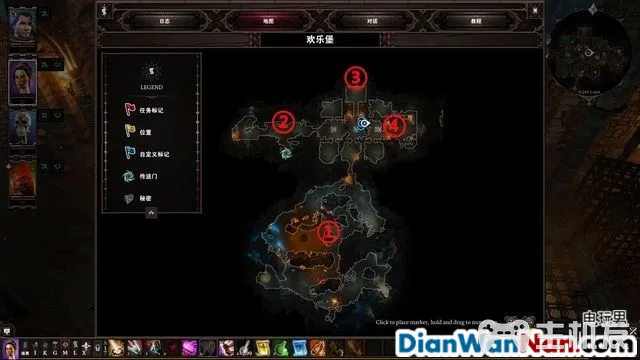 日志 地图 对话 教程
欢乐堡
LEGEND
任务标记
位置
自定义标记
传送门
秘密
③
②
④
①
Click to place marker, hold and drag to mo
I K G M L
电玩男
DianWanNan.com